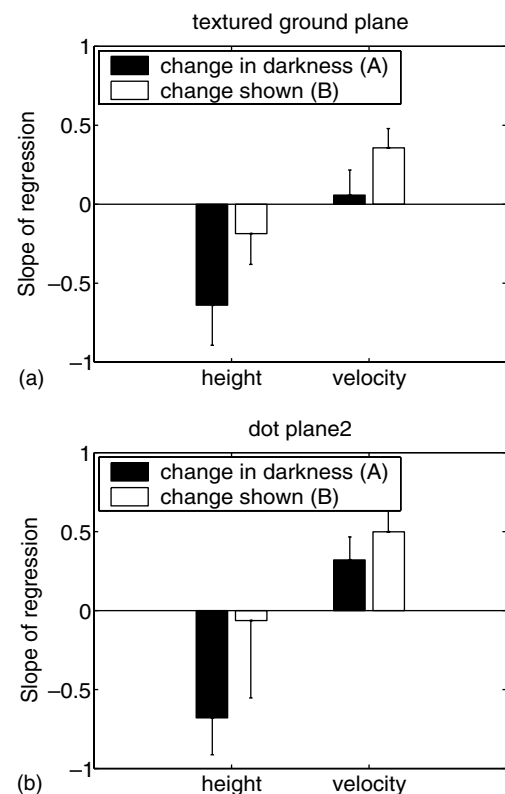 textured ground plane
1
change in darkness (A)
change shown (B)
0.5
0
−0.5
−1
Slope of regression
height velocity
(a)
dot plane2
1
change in darkness (A)
change shown (B)
0.5
0
−0.5
−1
Slope of regression
height velocity
(b)